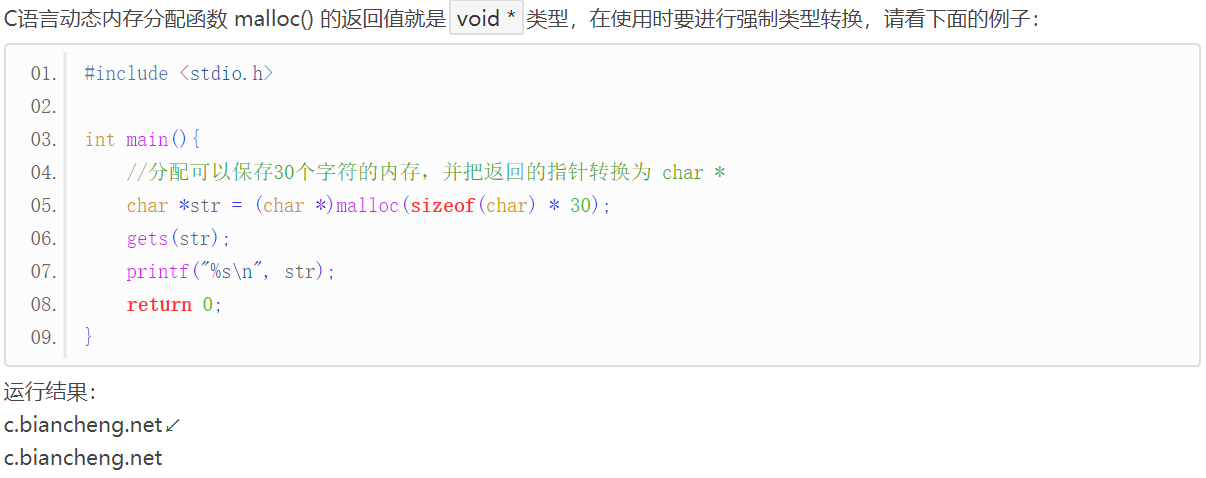 C语言动态内存分配函数 malloc() 的返回值就是 void * 类型，在使用时要进行强制类型转换，请看下面的例子：
01. #include <stdio.h>
02.
03. int main(){
04.     //分配可以保存30个字符的内存，并把返回的指针转换为 char *
05.     char *str = (char *)malloc(sizeof(char) * 30);
06.     gets(str);
07.     printf("%s\n", str);
08.     return 0;
09. }
运行结果：
c.biancheng.net↙
c.biancheng.net